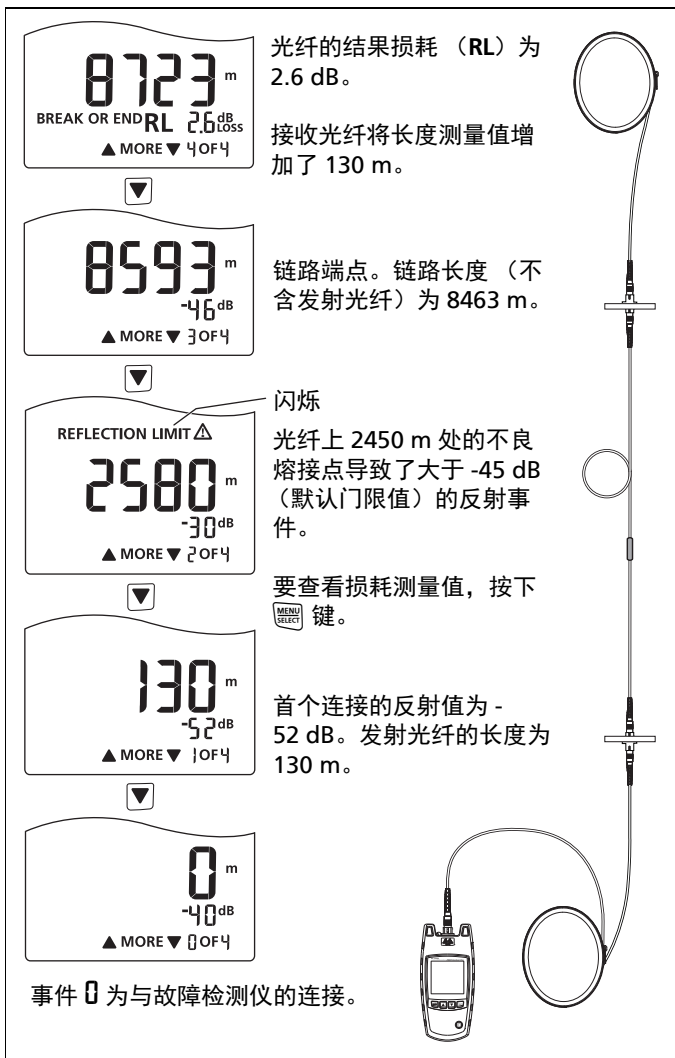 8723 m
BREAK OR END RL 2.6 dB LOSS
▲ MORE ▼ 4 OF 4
光纤的结果损耗 （RL）为
2.6 dB。
接收光纤将长度测量值增
加了 130 m。
8593 m
-46 dB
▲ MORE ▼ 3 OF 4
链路端点。链路长度 （不
含发射光纤）为 8463 m。
闪烁
REFLECTION LIMIT ⚠
2580 m
-30 dB
▲ MORE ▼ 2 OF 4
光纤上 2450 m 处的不良
熔接点导致了大于 -45 dB
（默认门限值）的反射事
件。
要查看损耗测量值，按下
MENU
SELECT 键。
130 m
-52 dB
▲ MORE ▼ 1 OF 4
首个连接的反射值为 -
52 dB。发射光纤的长度为
130 m。
0 m
-40 dB
▲ MORE ▼ 0 OF 4
事件 0 为与故障检测仪的连接。